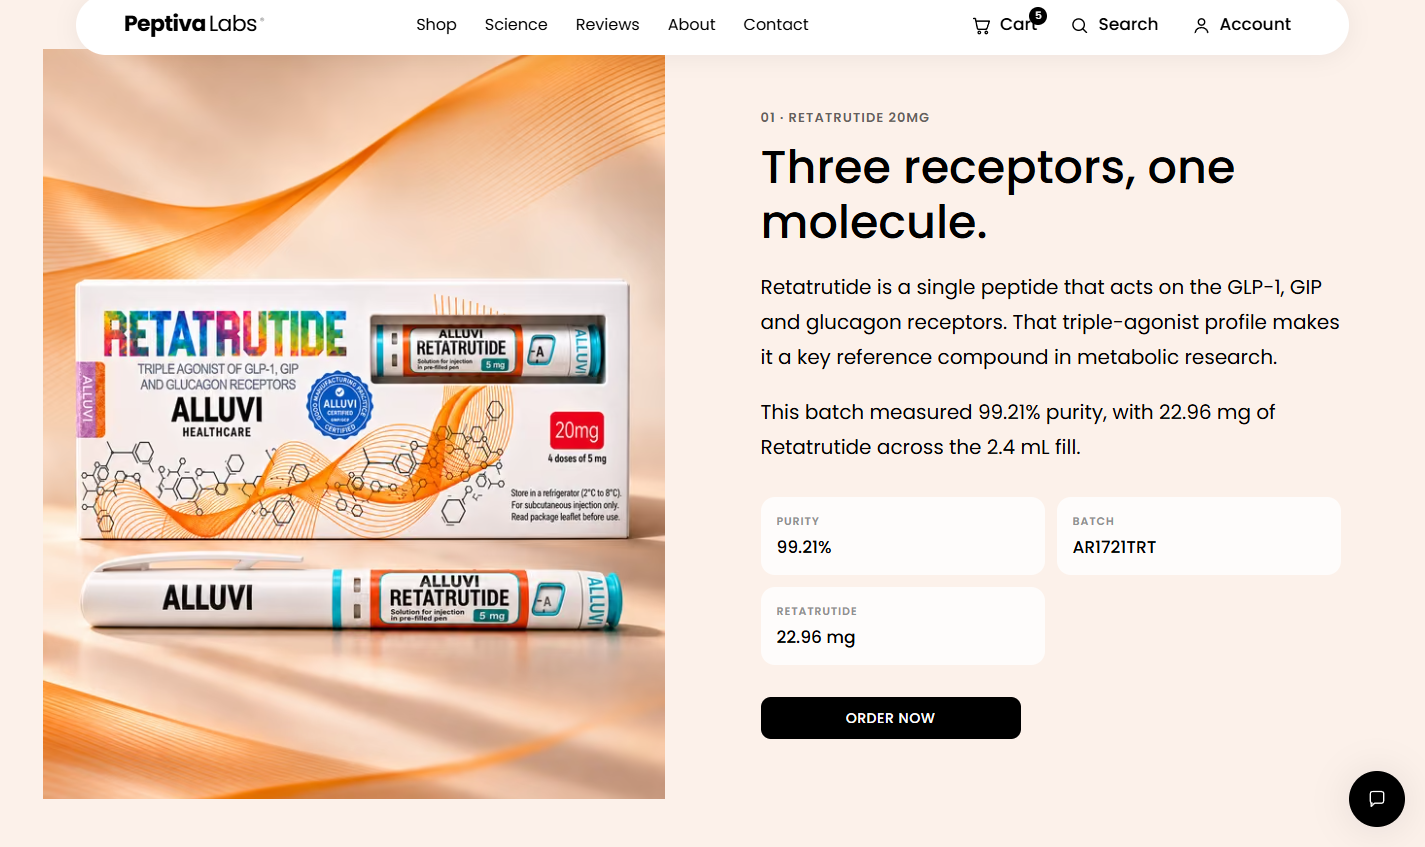 Peptiva Labs
Shop
Science
Reviews
About
Contact
Cart
5
Search
Account
RETATRUTIDE
TRIPLE AGONIST OF GLP-1, GIP
AND GLUCAGON RECEPTORS
ALLUVI
HEALTHCARE
ALLUVI
GOOD MANUFACTURING PRACTICE
ALLUVI
CERTIFIED
CERTIFIED
ALLUVI
RETATRUTIDE
Solution for injection
in pre-filled pen
5 mg
A
ALLUVI
20mg
4 doses of 5 mg
Store in a refrigerator (2°C to 8°C).
For subcutaneous injection only.
Read package leaflet before use.
ALLUVI
ALLUVI
RETATRUTIDE
Solution for injection
in pre-filled pen
5 mg
A
ALLUVI
01 · RETATRUTIDE 20MG
Three receptors, one
molecule.
Retatrutide is a single peptide that acts on the GLP-1, GIP
and glucagon receptors. That triple-agonist profile makes
it a key reference compound in metabolic research.
This batch measured 99.21% purity, with 22.96 mg of
Retatrutide across the 2.4 mL fill.
PURITY
99.21%
BATCH
AR1721TRT
RETATRUTIDE
22.96 mg
ORDER NOW